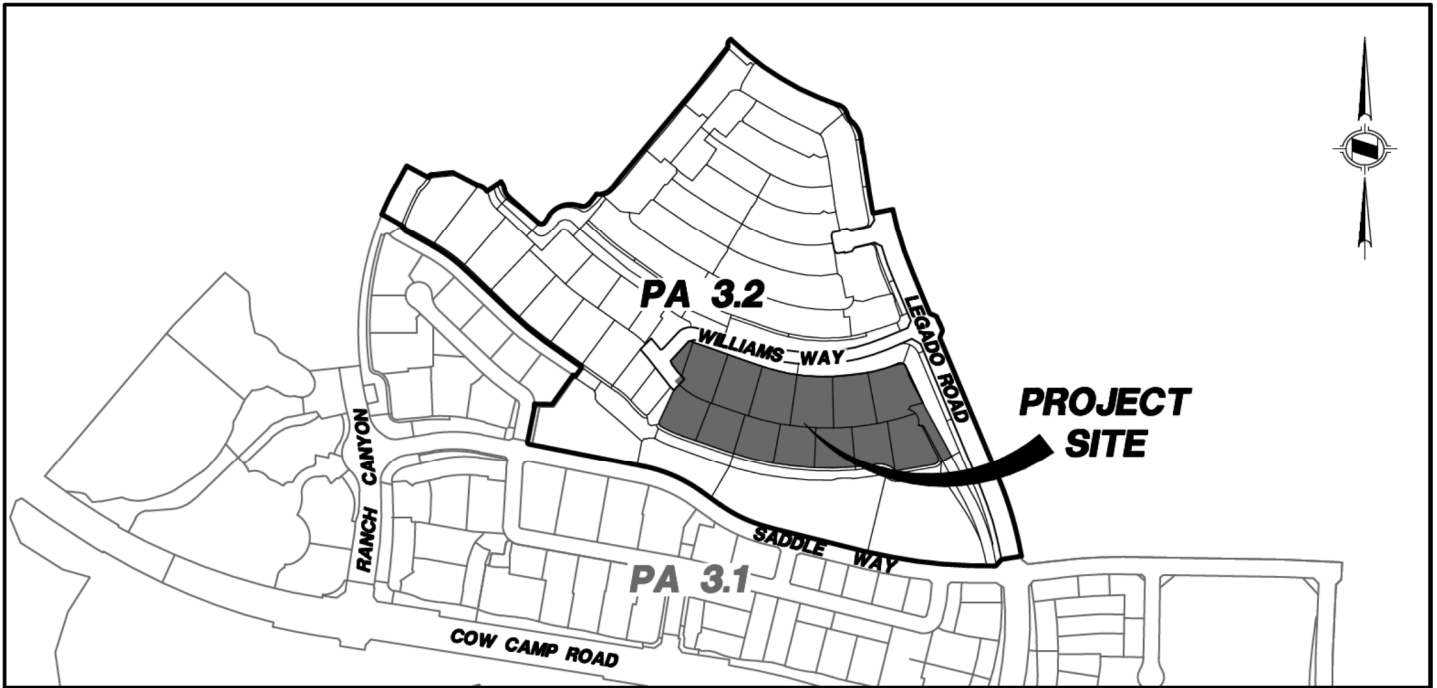 PA 3.2
WILLIAMS WAY
LEGADO ROAD
PROJECT
SITE
RANCH CANYON
SADDLE WAY
PA 3.1
COW CAMP ROAD